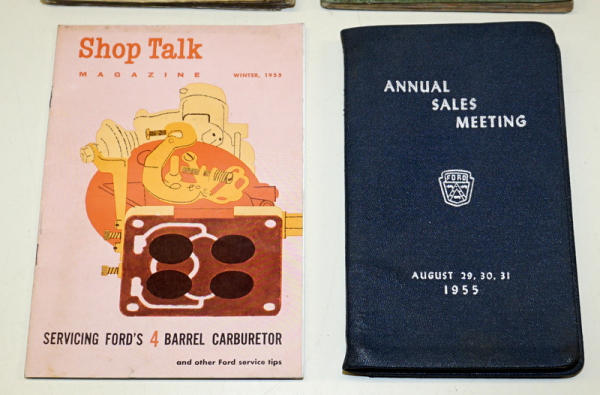 Shop Talk
MAGAZINE WINTER, 1955
SERVICING FORD'S 4 BARREL CARBURETOR
and other Ford service tips
ANNUAL
SALES
MEETING
FORD
AUGUST 29, 30, 31
1955